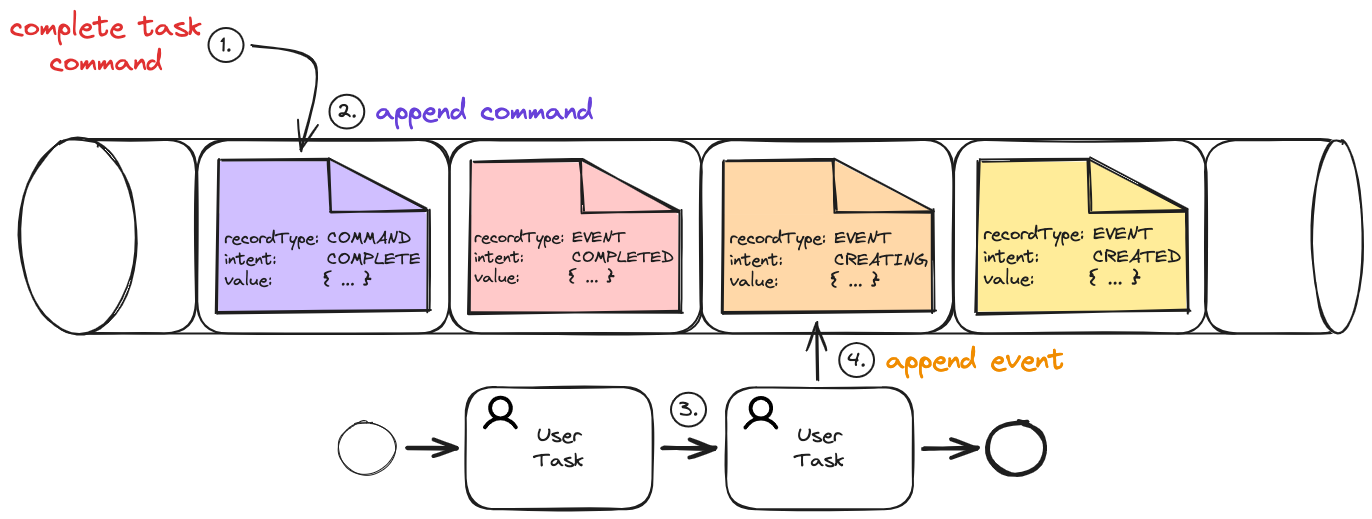 complete task
command
1.
2. append command
recordType: COMMAND
intent: COMPLETE
value: { ... }
recordType: EVENT
intent: COMPLETED
value: { ... }
recordType: EVENT
intent: CREATING
value: { ... }
recordType: EVENT
intent: CREATED
value: { ... }
4. append event
3.
User
Task
User
Task